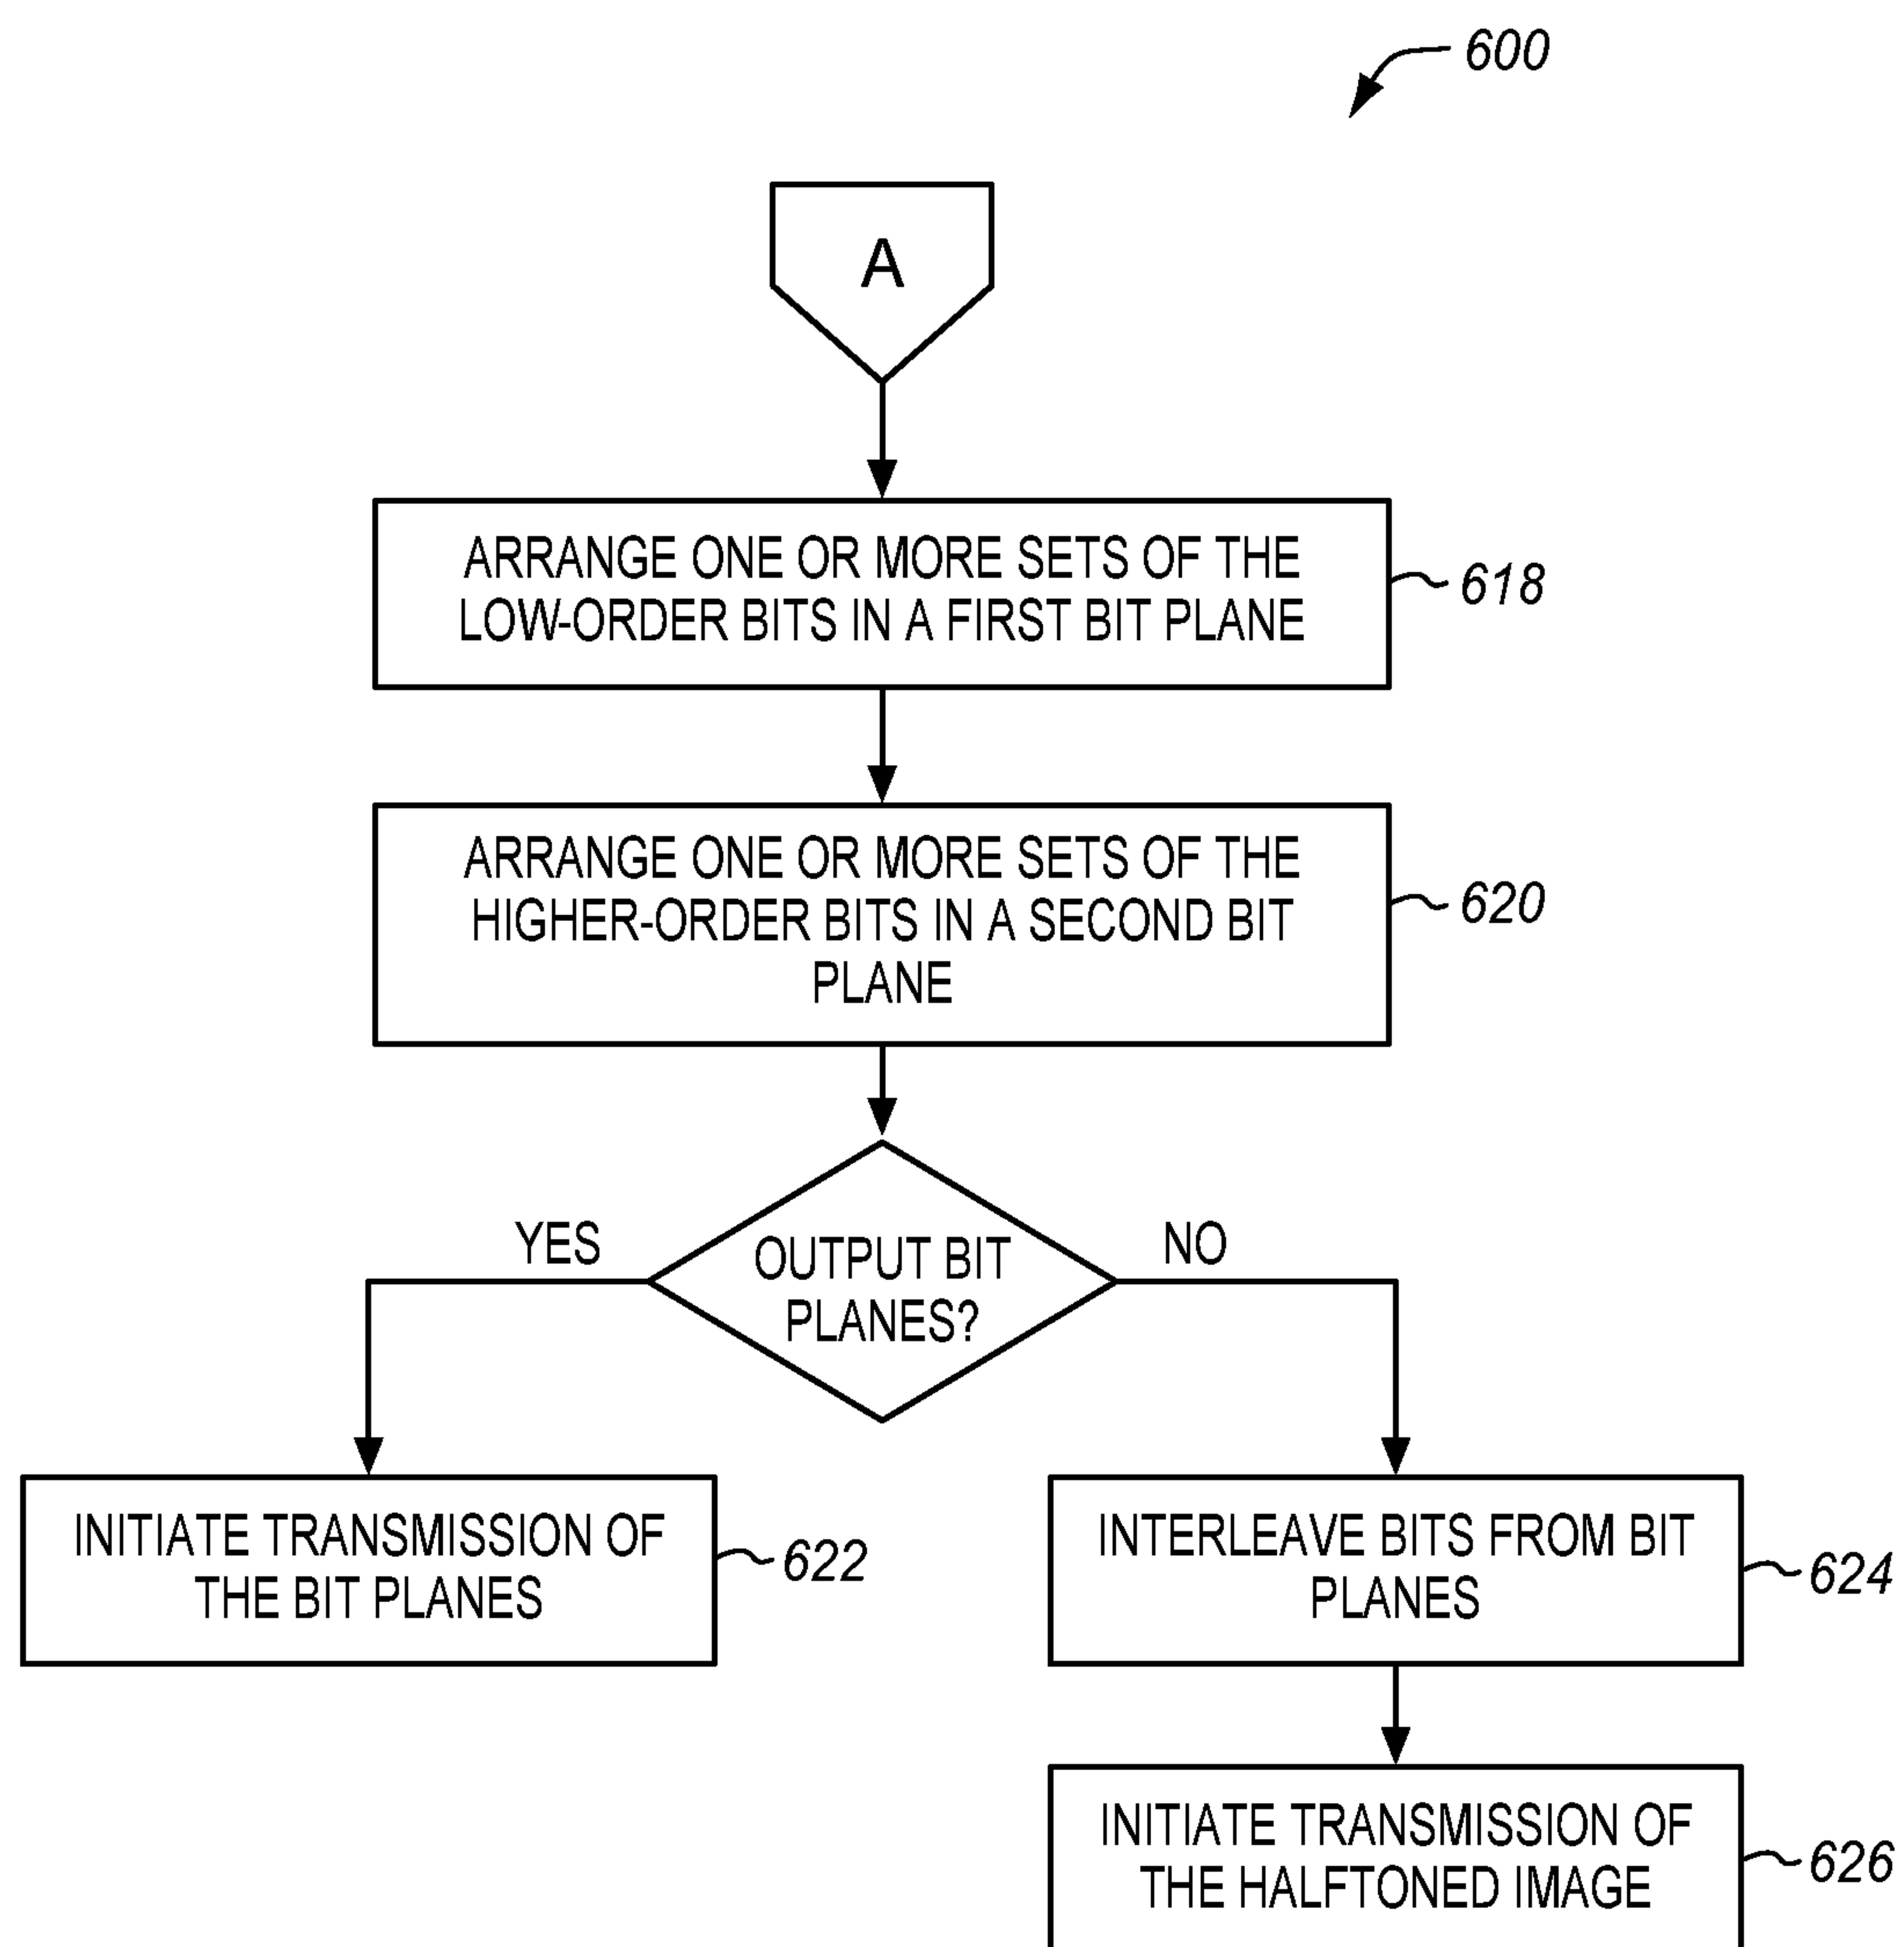 600
A
ARRANGE ONE OR MORE SETS OF THE
LOW-ORDER BITS IN A FIRST BIT PLANE
618
ARRANGE ONE OR MORE SETS OF THE
HIGHER-ORDER BITS IN A SECOND BIT
PLANE
620
YES
OUTPUT BIT
PLANES?
NO
INITIATE TRANSMISSION OF
THE BIT PLANES
622
INTERLEAVE BITS FROM BIT
PLANES
624
INITIATE TRANSMISSION OF
THE HALFTONED IMAGE
626